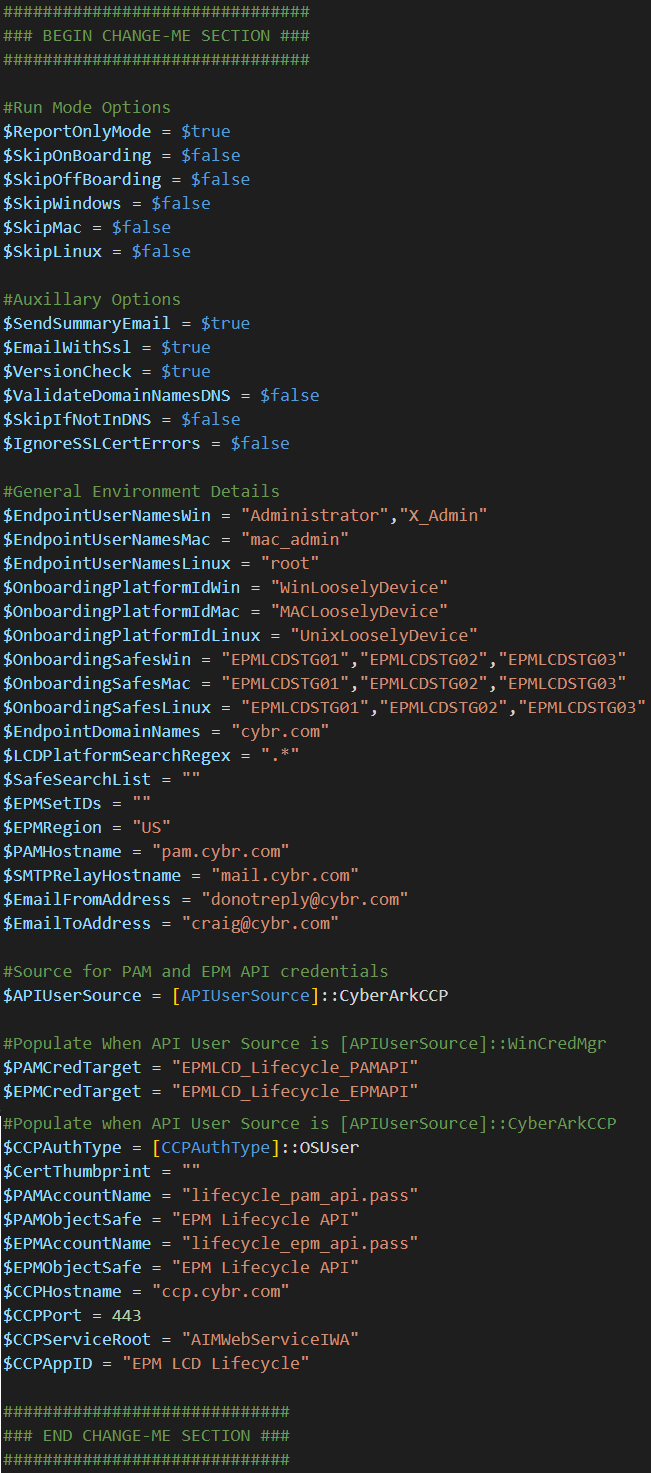 ###############################
### BEGIN CHANGE-ME SECTION ###
###############################
#Run Mode Options
$ReportOnlyMode = $true
$SkipOnBoarding = $false
$SkipOffBoarding = $false
$SkipWindows = $false
$SkipMac = $false
$SkipLinux = $false
#Auxillary Options
$SendSummaryEmail = $true
$EmailWithSsl = $true
$VersionCheck = $true
$ValidateDomainNamesDNS = $false
$SkipIfNotInDNS = $false
$IgnoreSSLCertErrors = $false
#General Environment Details
$EndpointUserNamesWin = "Administrator","X_Admin"
$EndpointUserNamesMac = "mac_admin"
$EndpointUserNamesLinux = "root"
$OnboardingPlatformIdWin = "WinLooselyDevice"
$OnboardingPlatformIdMac = "MACLooselyDevice"
$OnboardingPlatformIdLinux = "UnixLooselyDevice"
$OnboardingSafesWin = "EPMLCDSTG01","EPMLCDSTG02","EPMLCDSTG03"
$OnboardingSafesMac = "EPMLCDSTG01","EPMLCDSTG02","EPMLCDSTG03"
$OnboardingSafesLinux = "EPMLCDSTG01","EPMLCDSTG02","EPMLCDSTG03"
$EndpointDomainNames = "cybr.com"
$LCDPlatformSearchRegex = ".*"
$SafeSearchList = ""
$EPMSetIDs = ""
$EPMRegion = "US"
$PAMHostname = "pam.cybr.com"
$SMTPRelayHostname = "mail.cybr.com"
$EmailFromAddress = "donotreply@cybr.com"
$EmailToAddress = "craig@cybr.com"
#Source for PAM and EPM API credentials
$APIUserSource = [APIUserSource]::CyberArkCCP
#Populate When API User Source is [APIUserSource]::WinCredMgr
$PAMCredTarget = "EPMLCD_Lifecycle_PAMAPI"
$EPMCredTarget = "EPMLCD_Lifecycle_EPMAPI"
#Populate when API User Source is [APIUserSource]::CyberArkCCP
$CCPAuthType = [CCPAuthType]::OSUser
$CertThumbprint = ""
$PAMAccountName = "lifecycle_pam_api.pass"
$PAMObjectSafe = "EPM Lifecycle API"
$EPMAccountName = "lifecycle_epm_api.pass"
$EPMObjectSafe = "EPM Lifecycle API"
$CCPHostname = "ccp.cybr.com"
$CCPPort = 443
$CCPServiceRoot = "AIMWebServiceIWA"
$CCPAppID = "EPM LCD Lifecycle"
#############################
### END CHANGE-ME SECTION ###
#############################